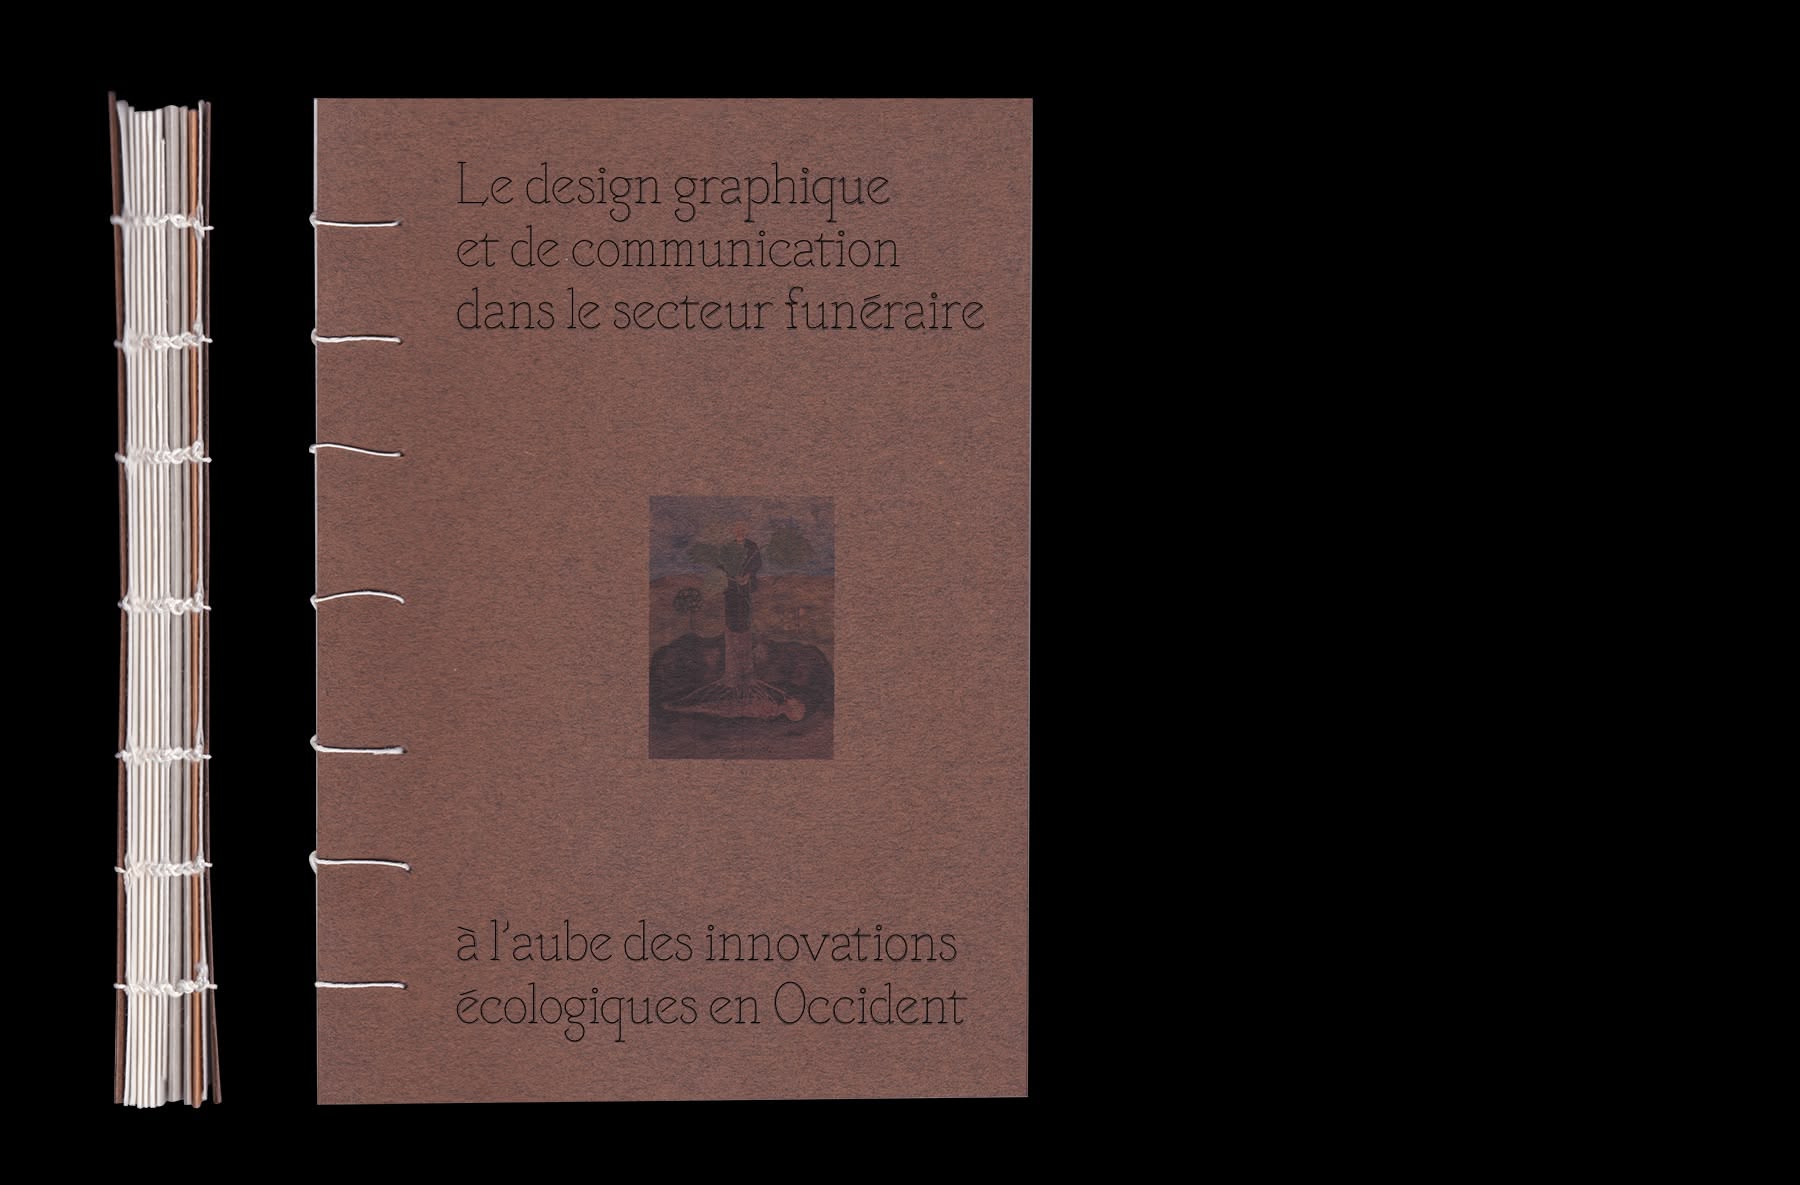 Le design graphique
et de communication
dans le secteur funéraire
à l'aube des innovations
écologiques en Occident